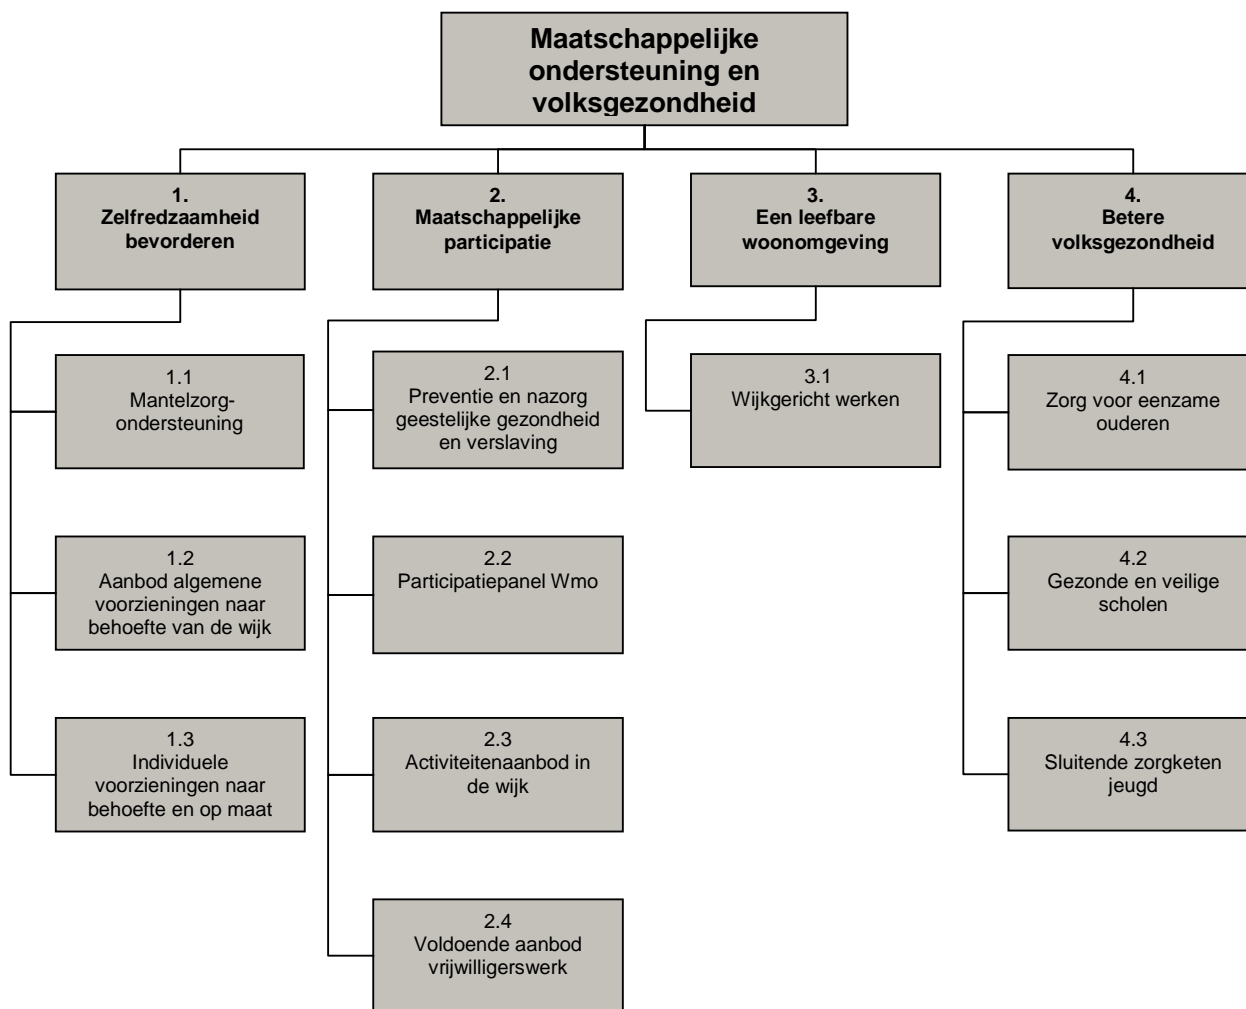 Maatschappelijke
ondersteuning en
volksgezondheid
1.
Zelfredzaamheid
bevorderen
2.
Maatschappelijke
participatie
3.
Een leefbare
woonomgeving
4.
Betere
volksgezondheid
1.1
Mantelzorg-
ondersteuning
2.1
Preventie en nazorg
geestelijke gezondheid
en verslaving
3.1
Wijkgericht werken
4.1
Zorg voor eenzame
ouderen
1.2
Aanbod algemene
voorzieningen naar
behoefte van de wijk
2.2
Participatiepanel Wmo
4.2
Gezonde en veilige
scholen
1.3
Individuele
voorzieningen naar
behoefte en op maat
2.3
Activiteitenaanbod in
de wijk
4.3
Sluitende zorgketen
jeugd
2.4
Voldoende aanbod
vrijwilligerswerk